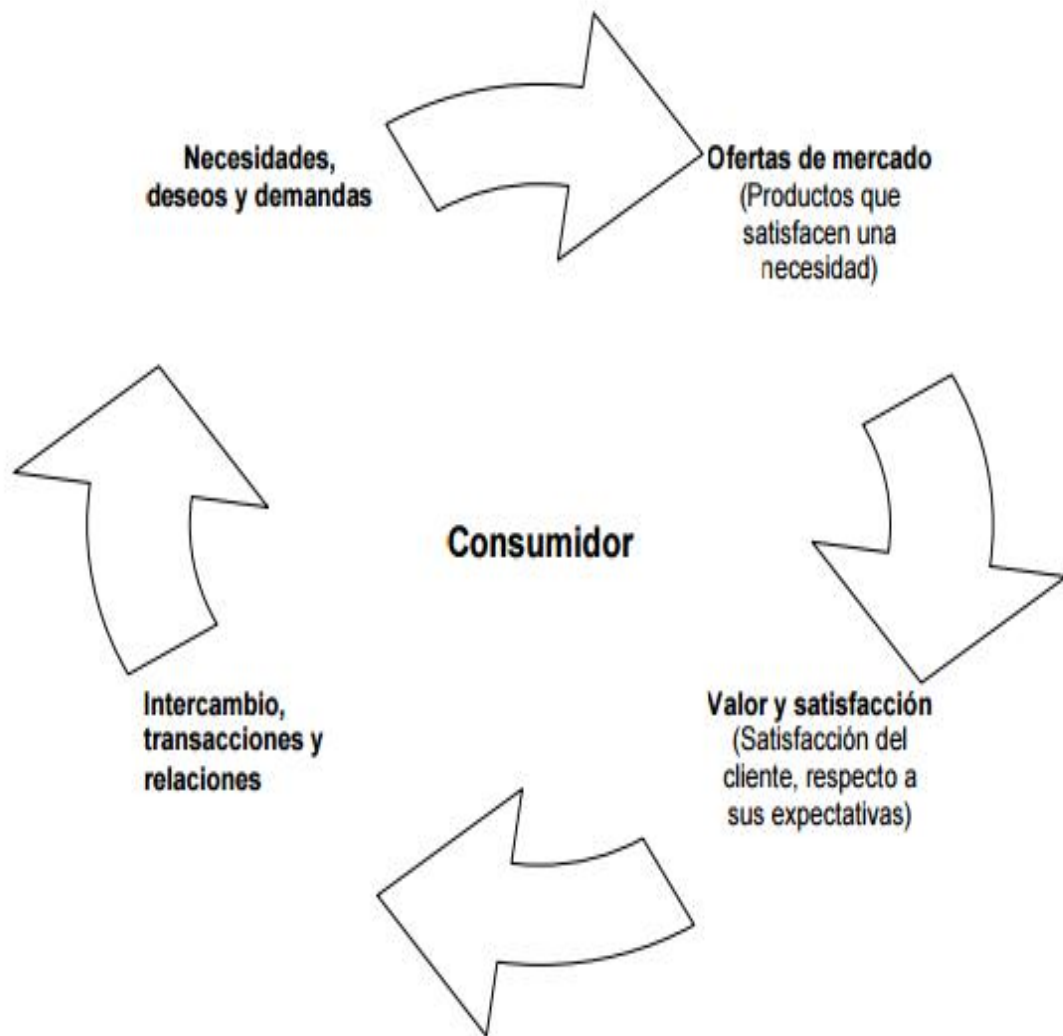 Necesidades,
deseos y demandas
Ofertas de mercado
(Productos que
satisfacen una
necesidad)
Consumidor
Intercambio,
transacciones y
relaciones
Valor y satisfacción
(Satisfacción del
cliente, respecto a
sus expectativas)